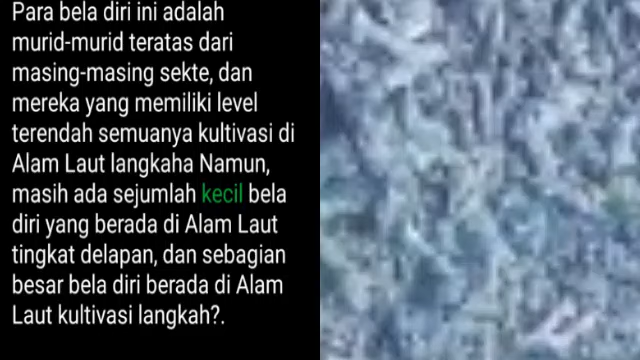 Para bela diri ini adalah
murid-murid teratas dari
masing-masing sekte, dan
mereka yang memiliki level
terendah semuanya kultivasi di
Alam Laut langkaha Namun,
masih ada sejumlah kecil bela
diri yang berada di Alam Laut
tingkat delapan, dan sebagian
besar bela diri berada di Alam
Laut kultivasi langkah?.